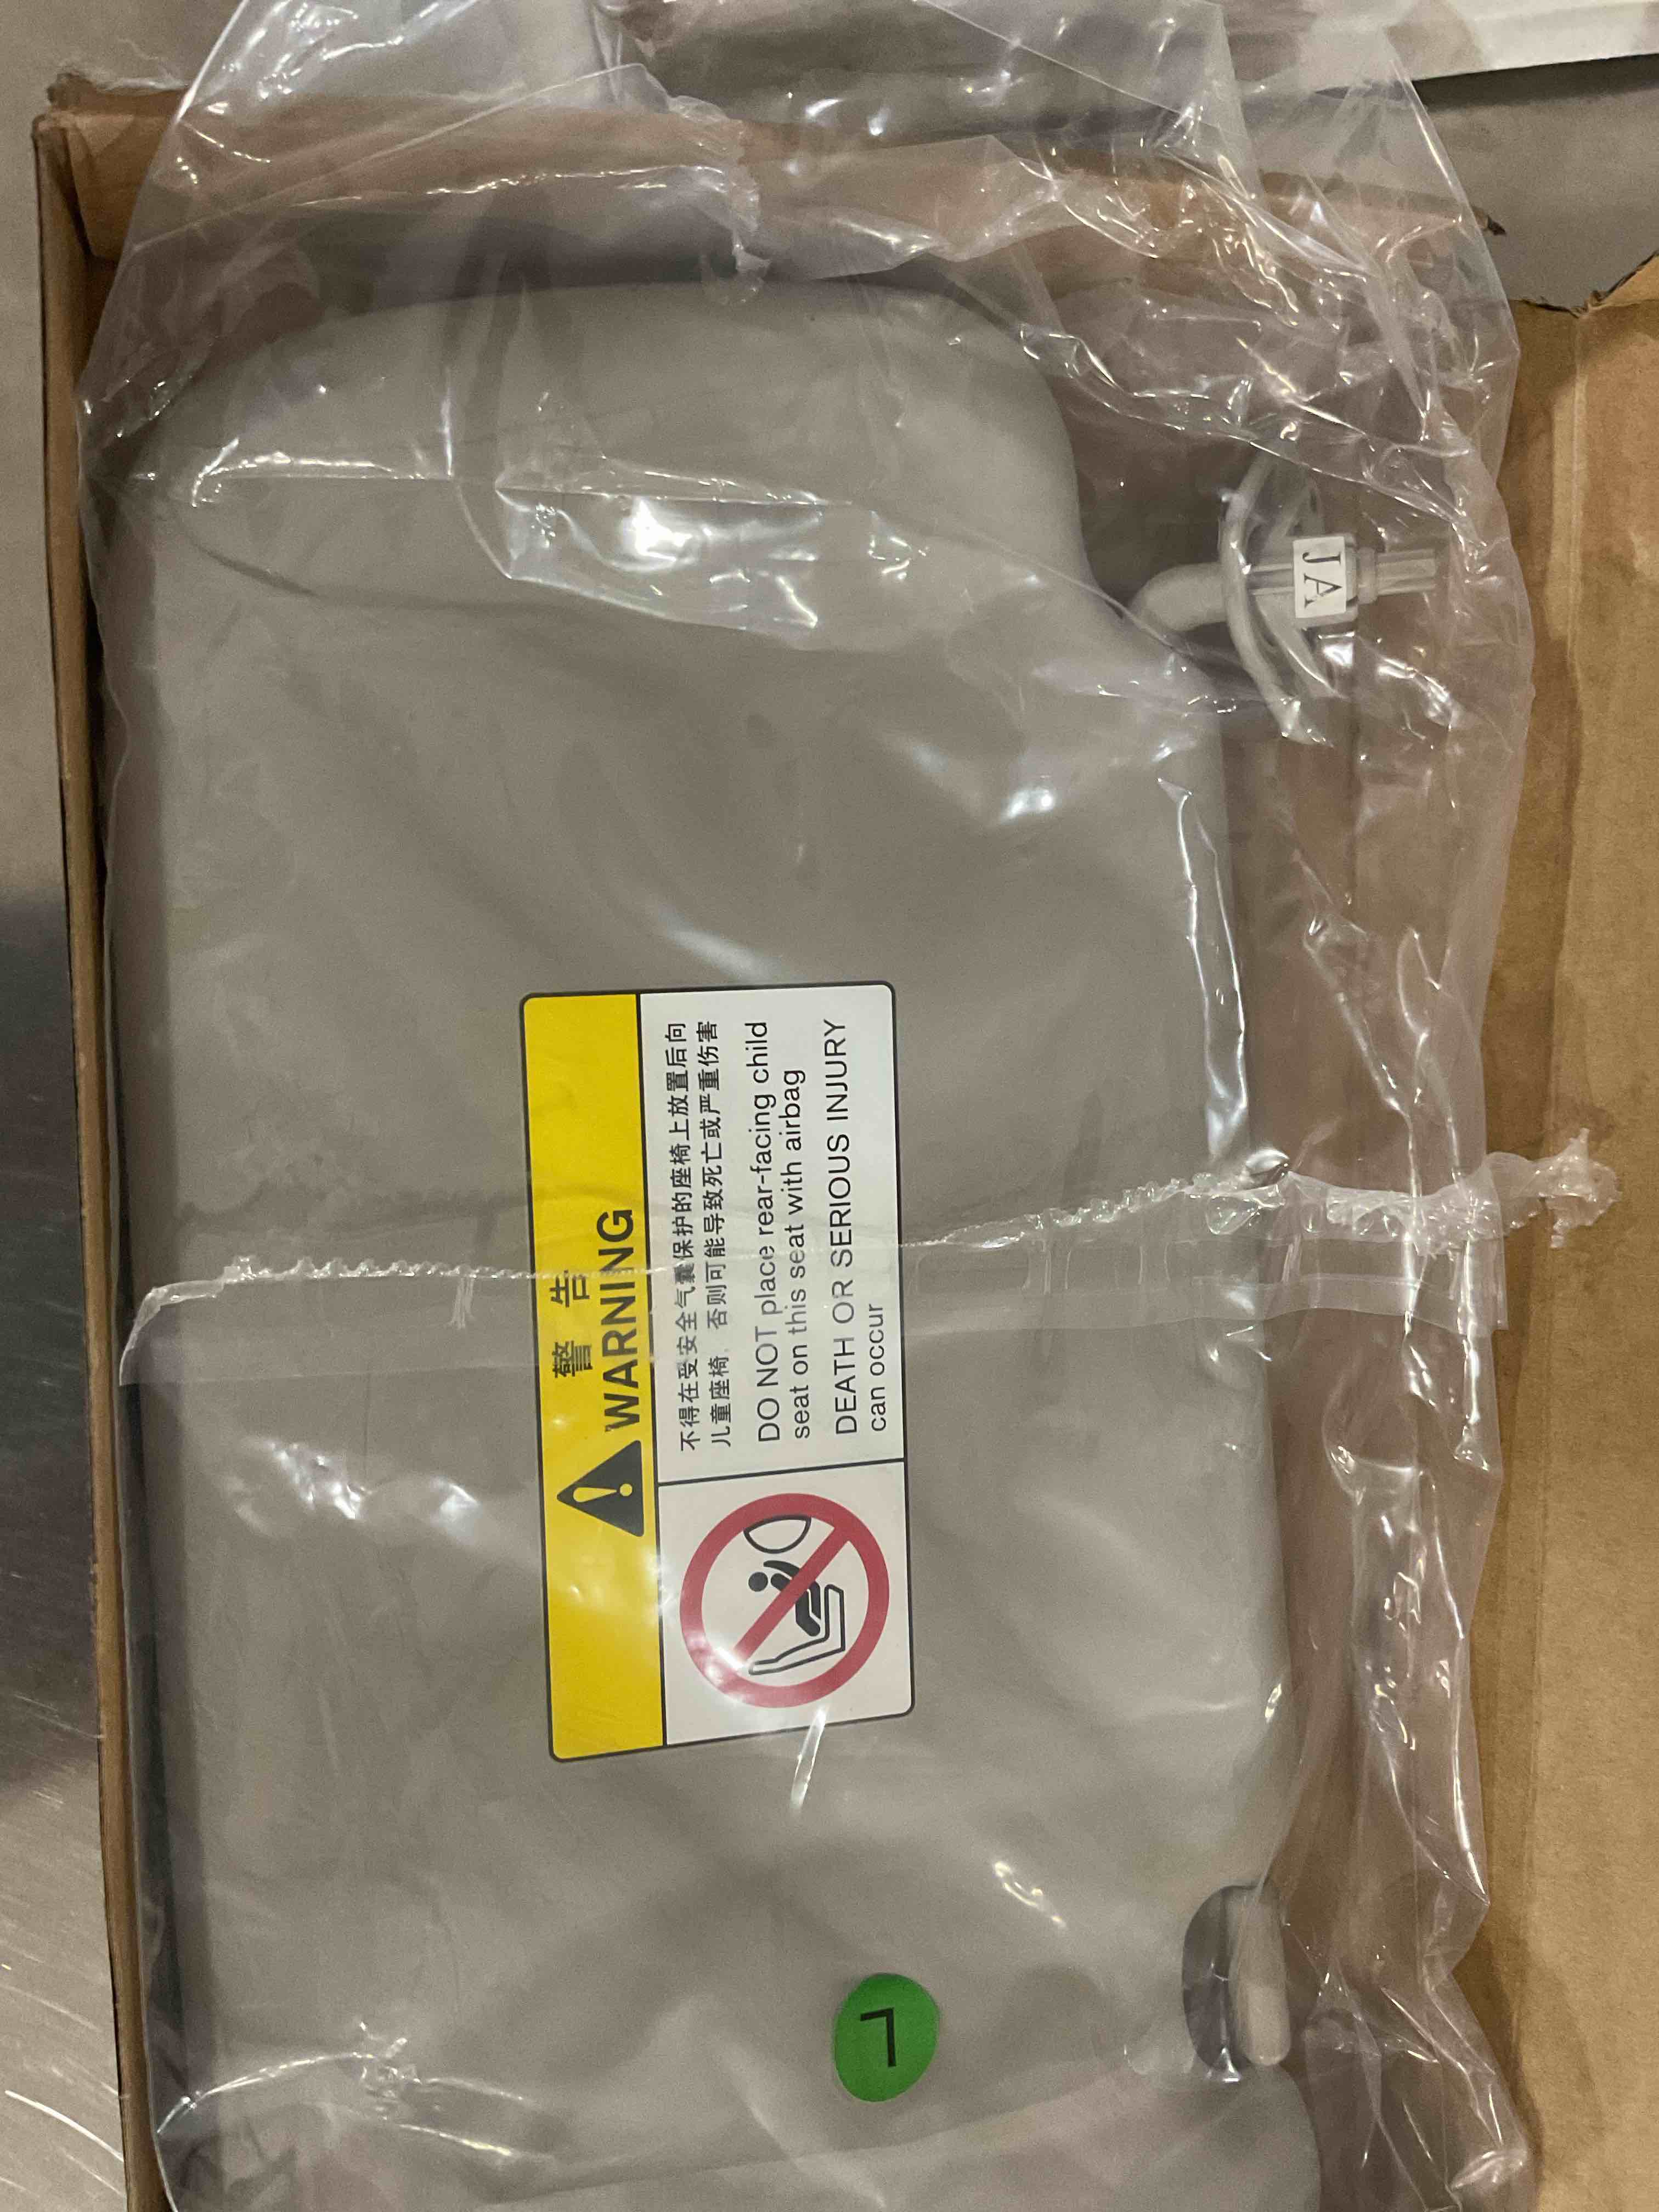 警 告
WARNING
不得在受安全气囊保护的座椅上放置后向
儿童座椅，否则可能导致死亡或严重伤害
DO NOT place rear-facing child
seat on this seat with airbag
DEATH OR SERIOUS INJURY
can occur
JA
L